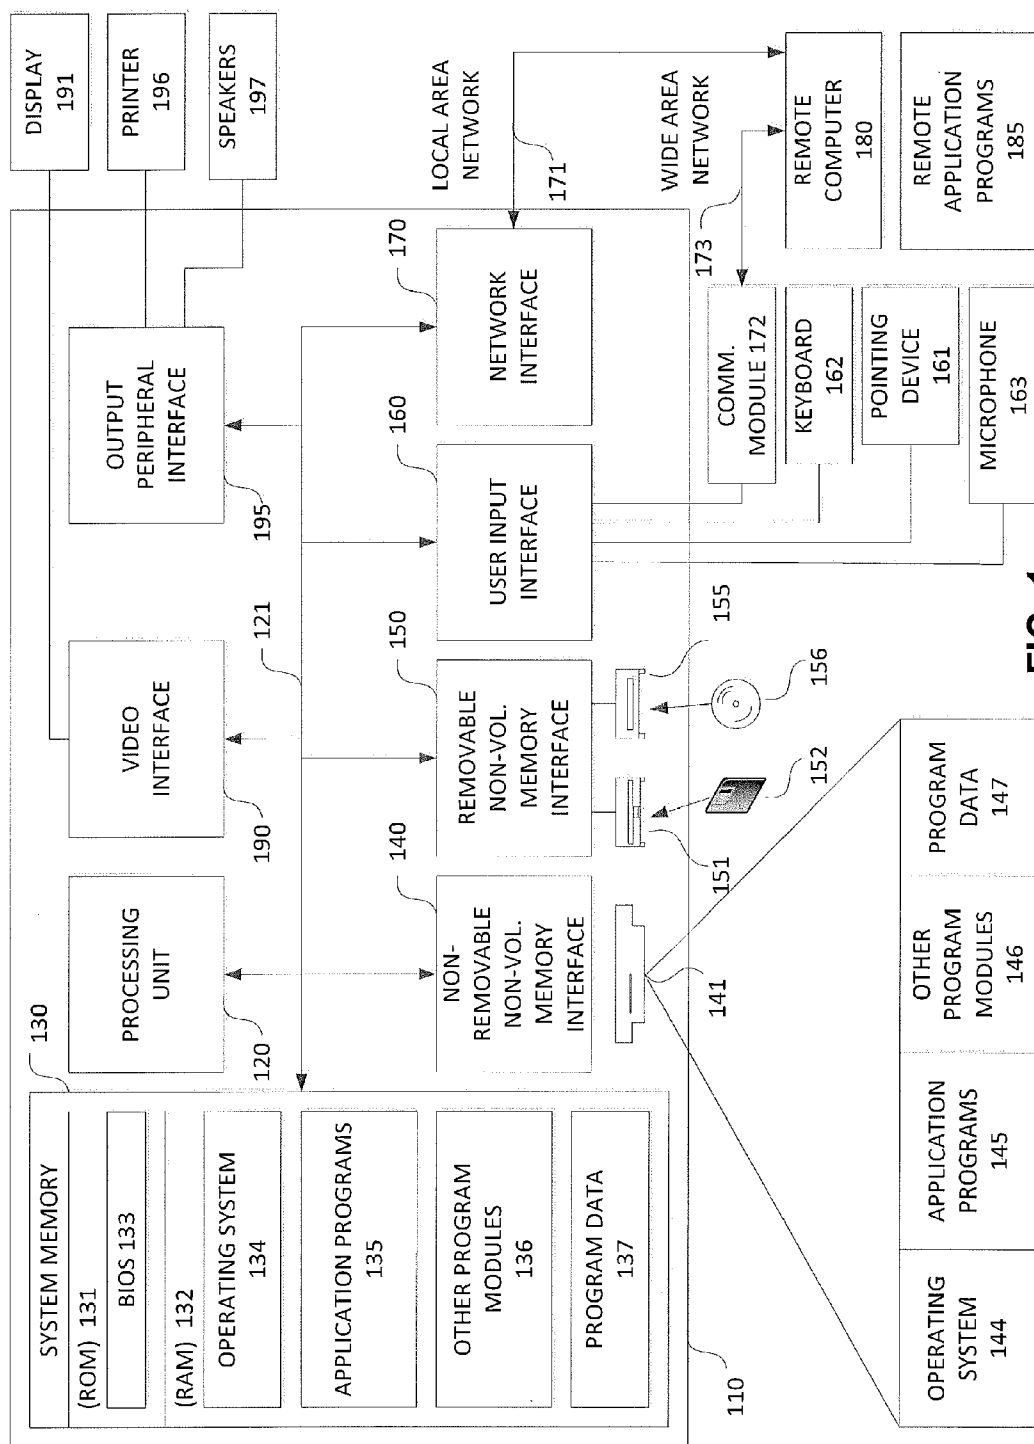 SYSTEM MEMORY
(ROM) 131
BIOS 133
(RAM) 132
OPERATING SYSTEM
134
APPLICATION PROGRAMS
135
OTHER PROGRAM
MODULES
136
PROGRAM DATA
137
130
PROCESSING
UNIT
120
VIDEO
INTERFACE
190
121
OUTPUT
PERIPHERAL
INTERFACE
195
DISPLAY
191
PRINTER
196
SPEAKERS
197
NON-
REMOVABLE
NON-VOL.
MEMORY
INTERFACE
140
REMOVABLE
NON-VOL.
MEMORY
INTERFACE
150
USER INPUT
INTERFACE
160
NETWORK
INTERFACE
170
LOCAL AREA
NETWORK
171
110
141
151
152
155
156
WIDE AREA
NETWORK
173
COMM.
MODULE 172
KEYBOARD
162
POINTING
DEVICE
161
MICROPHONE
163
REMOTE
COMPUTER
180
REMOTE
APPLICATION
PROGRAMS
185
OPERATING
SYSTEM
144
APPLICATION
PROGRAMS
145
OTHER
PROGRAM
MODULES
146
PROGRAM
DATA
147